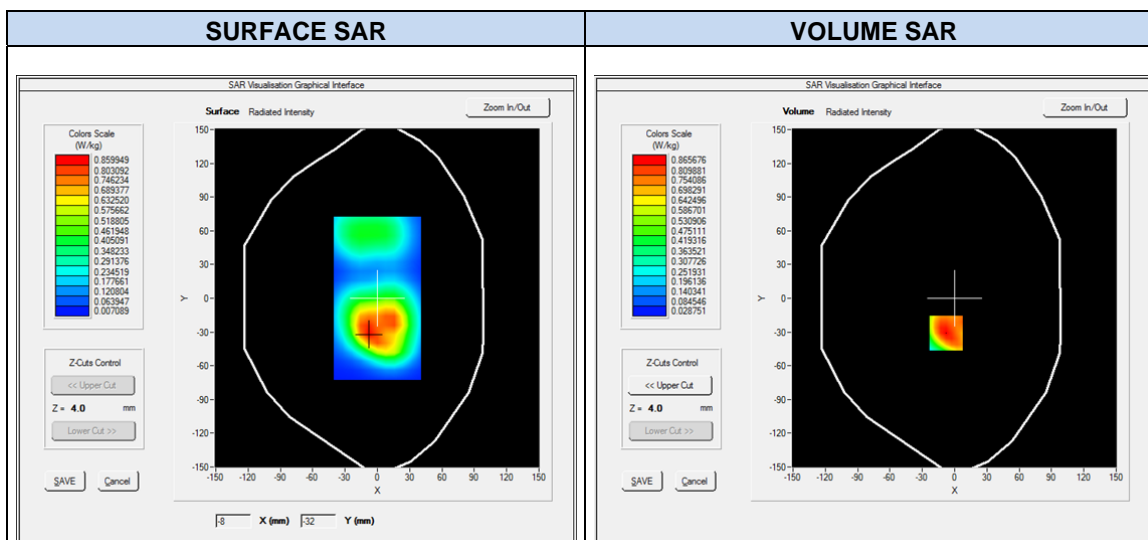 SURFACE SAR
SAR Visualisation Graphical Interface
Surface Radiated Intensity
Zoom In/Out
Colors Scale
(W/kg)
0.859949
0.803092
0.746234
0.689377
0.632520
0.575662
0.518805
0.461948
0.405091
0.348233
0.291376
0.234519
0.177661
0.120804
0.063947
0.007089
Z-Cuts Control
<< Upper Cut
Z = 4.0 mm
Lower Cut >>
SAVE Cancel
150
120
90
60
30
0
-30
-60
-90
-120
-150
Y
-150 -120 -90 -60 -30 0 30 60 90 120 150
X
-8 X (mm) -32 Y (mm)
VOLUME SAR
SAR Visualisation Graphical Interface
Volume Radiated Intensity
Zoom In/Out
Colors Scale
(W/kg)
0.865676
0.809881
0.754086
0.698291
0.642496
0.586701
0.530906
0.475111
0.419316
0.363521
0.307726
0.251931
0.196136
0.140341
0.084546
0.028751
Z-Cuts Control
<< Upper Cut
Z = 4.0 mm
Lower Cut >>
SAVE Cancel
150
120
90
60
30
0
-30
-60
-90
-120
-150
Y
-150 -120 -90 -60 -30 0 30 60 90 120 150
X